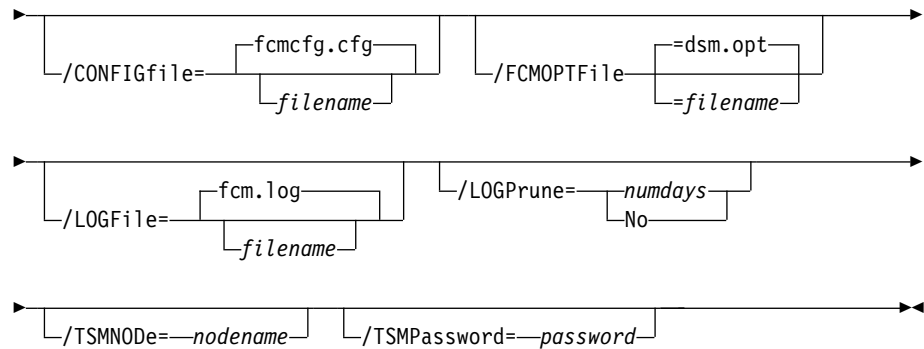 fcmcfg.cfg =dsm.opt
/CONFIGfile= /FCMOPTFile
filename =filename
fcm.log
/LOGFile= /LOGPrune= numdays
filename No
/TSMNODe= nodename /TSMPassword= password